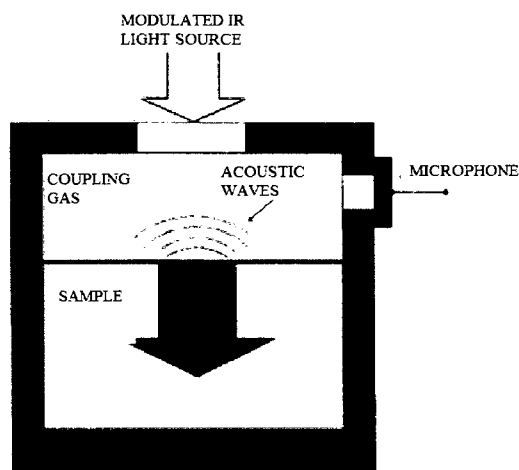 MODULATED IR
LIGHT SOURCE
COUPLING
GAS
ACOUSTIC
WAVES
MICROPHONE
SAMPLE